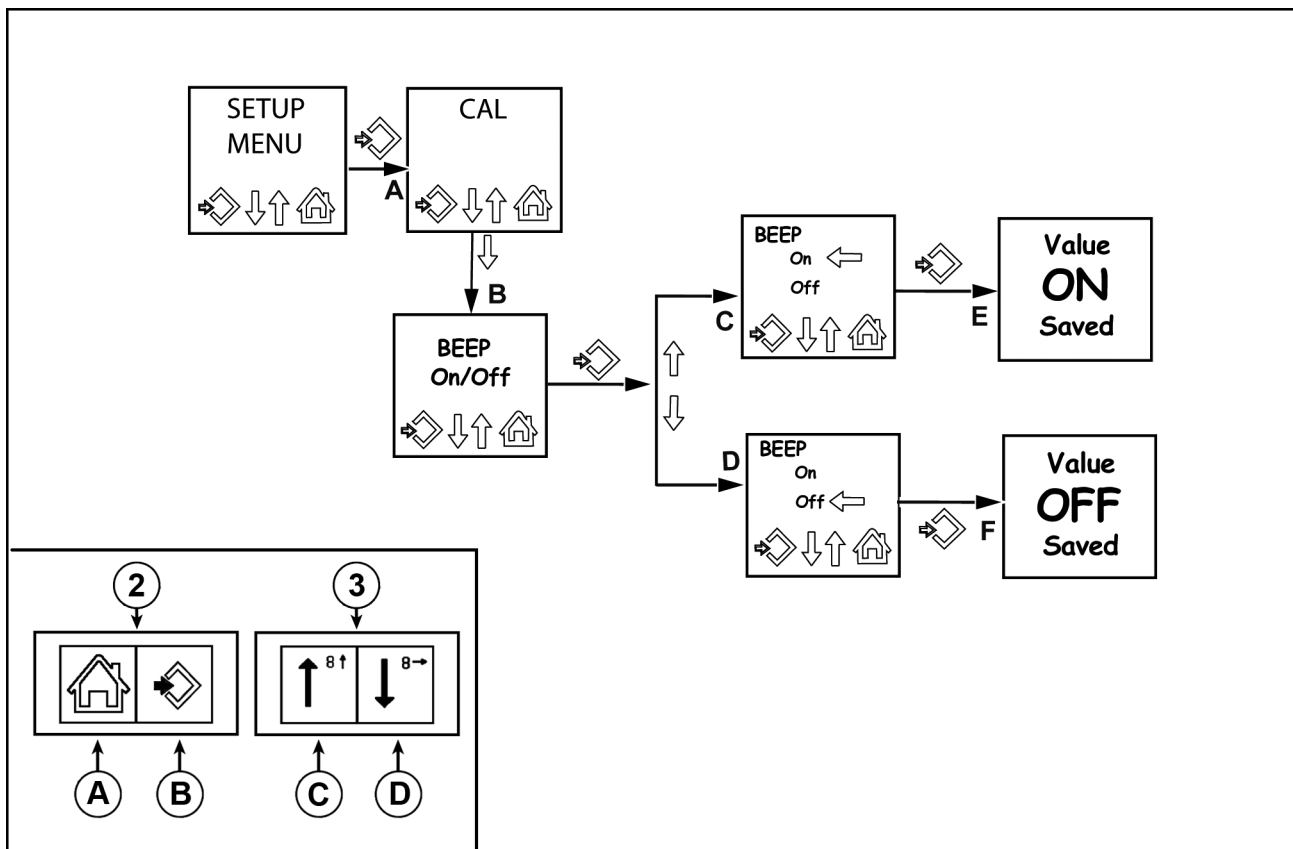 SETUP
MENU
CAL
A
B
BEEP
On/Off
BEEP
On
Off
C
E
Value
ON
Saved
BEEP
On
Off
D
F
Value
OFF
Saved
2
3
8
8
A
B
C
D